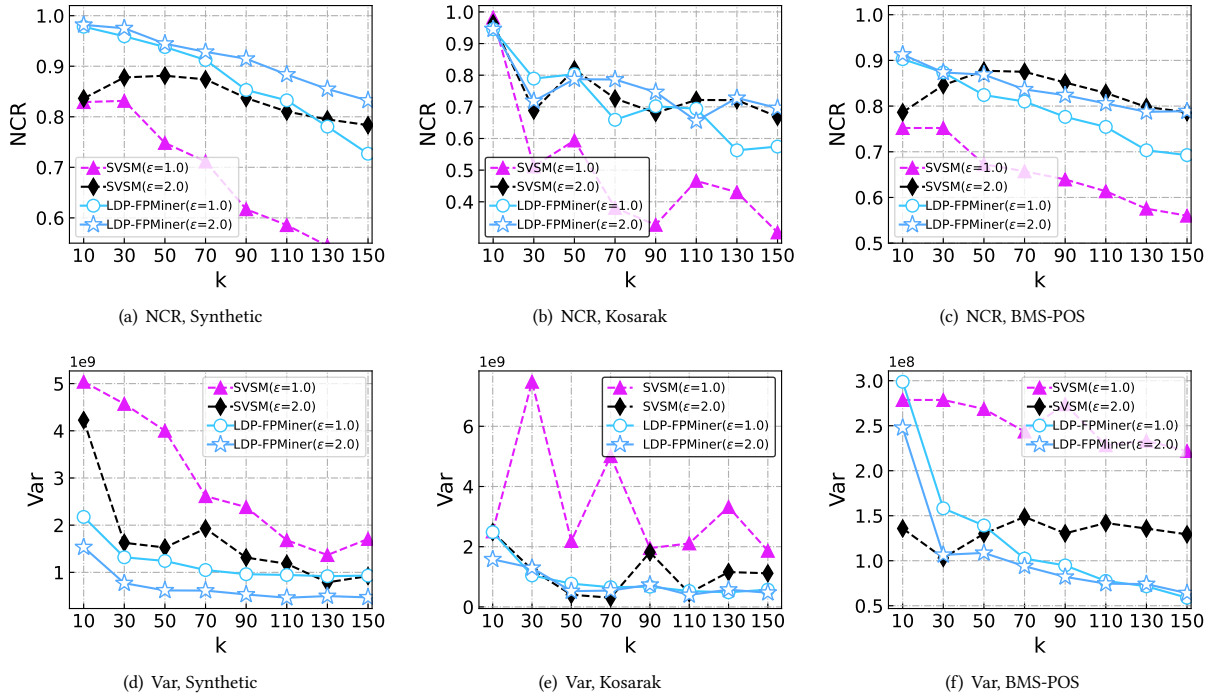 1.0
0.9
0.8
0.7
0.6
NCR
SVSM(ε=1.0)
SVSM(ε=2.0)
LDP-FPMiner(ε=1.0)
LDP-FPMiner(ε=2.0)
10 30 50 70 90 110 130 150
k
(a) NCR, Synthetic
1.0
0.9
0.8
0.7
0.6
0.5
0.4
NCR
SVSM(ε=1.0)
SVSM(ε=2.0)
LDP-FPMiner(ε=1.0)
LDP-FPMiner(ε=2.0)
10 30 50 70 90 110 130 150
k
(b) NCR, Kosarak
1.0
0.9
0.8
0.7
0.6
0.5
NCR
SVSM(ε=1.0)
SVSM(ε=2.0)
LDP-FPMiner(ε=1.0)
LDP-FPMiner(ε=2.0)
10 30 50 70 90 110 130 150
k
(c) NCR, BMS-POS
1e9
5
4
3
2
1
Var
SVSM(ε=1.0)
SVSM(ε=2.0)
LDP-FPMiner(ε=1.0)
LDP-FPMiner(ε=2.0)
10 30 50 70 90 110 130 150
k
(d) Var, Synthetic
1e9
6
4
2
0
Var
SVSM(ε=1.0)
SVSM(ε=2.0)
LDP-FPMiner(ε=1.0)
LDP-FPMiner(ε=2.0)
10 30 50 70 90 110 130 150
k
(e) Var, Kosarak
1e8
3.0
2.5
2.0
1.5
1.0
0.5
Var
SVSM(ε=1.0)
SVSM(ε=2.0)
LDP-FPMiner(ε=1.0)
LDP-FPMiner(ε=2.0)
10 30 50 70 90 110 130 150
k
(f) Var, BMS-POS